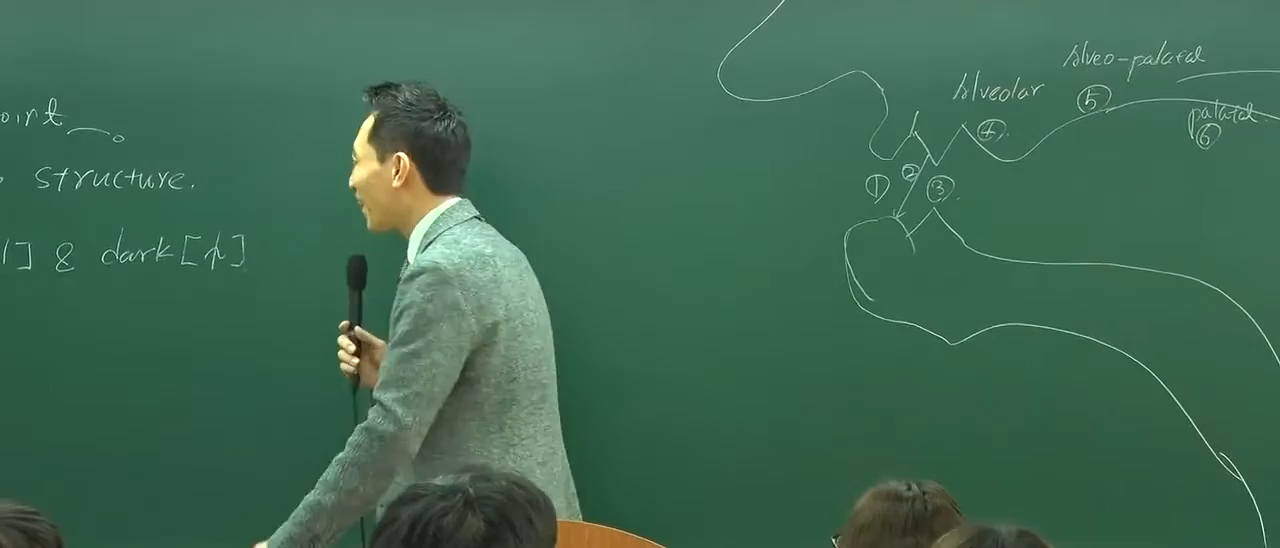 oint
structure.
l] & dark [ɫ]
Alveo-palatal
Alveolar
⑤
palatal
④
⑥
① ② ③